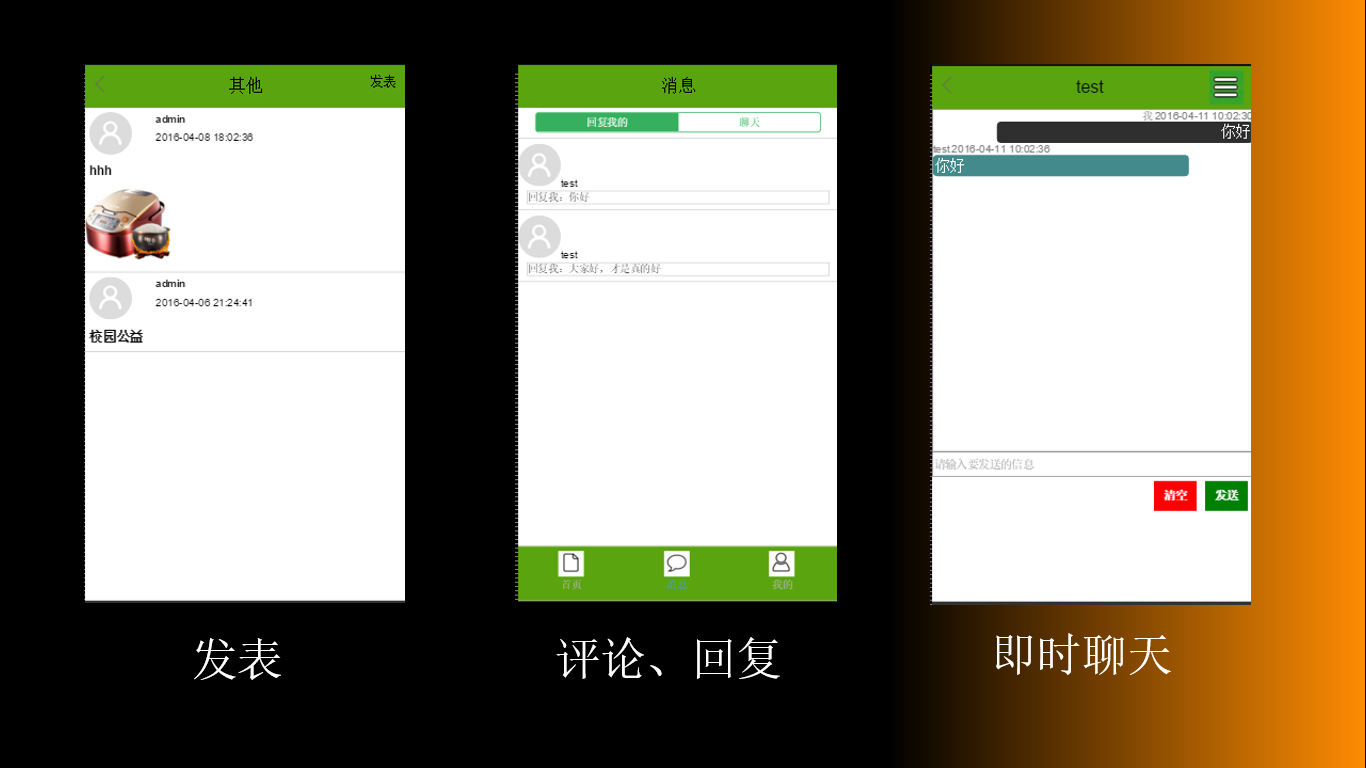 其他
发表
admin
2016-04-08 18:02:36
hhh
admin
2016-04-06 21:24:41
校园公益
发表
消息
回复我的
聊天
test
回复我：你好
test
回复我：大家好，才是真的好
首页
消息
我的
评论、回复
test
我 2016-04-11 10:02:30
你好
test 2016-04-11 10:02:36
你好
请输入要发送的信息
清空
发送
即时聊天